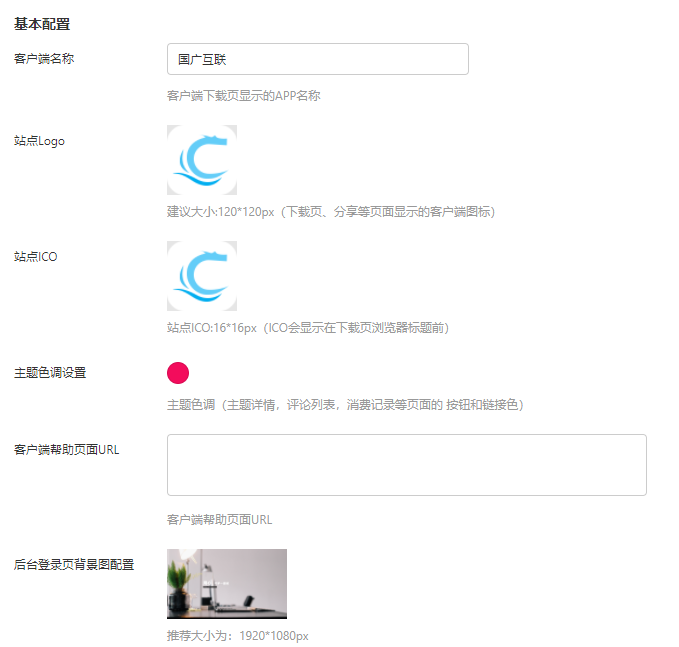 基本配置
客户端名称
国广互联
客户端下载页显示的APP名称
站点Logo
建议大小:120*120px（下载页、分享等页面显示的客户端图标）
站点ICO
站点ICO:16*16px（ICO会显示在下载页浏览器标题前）
主题色调设置
主题色调（主题详情，评论列表，消费记录等页面的 按钮和链接色）
客户端帮助页面URL
客户端帮助页面URL
后台登录页背景图配置
推荐大小为：1920*1080px